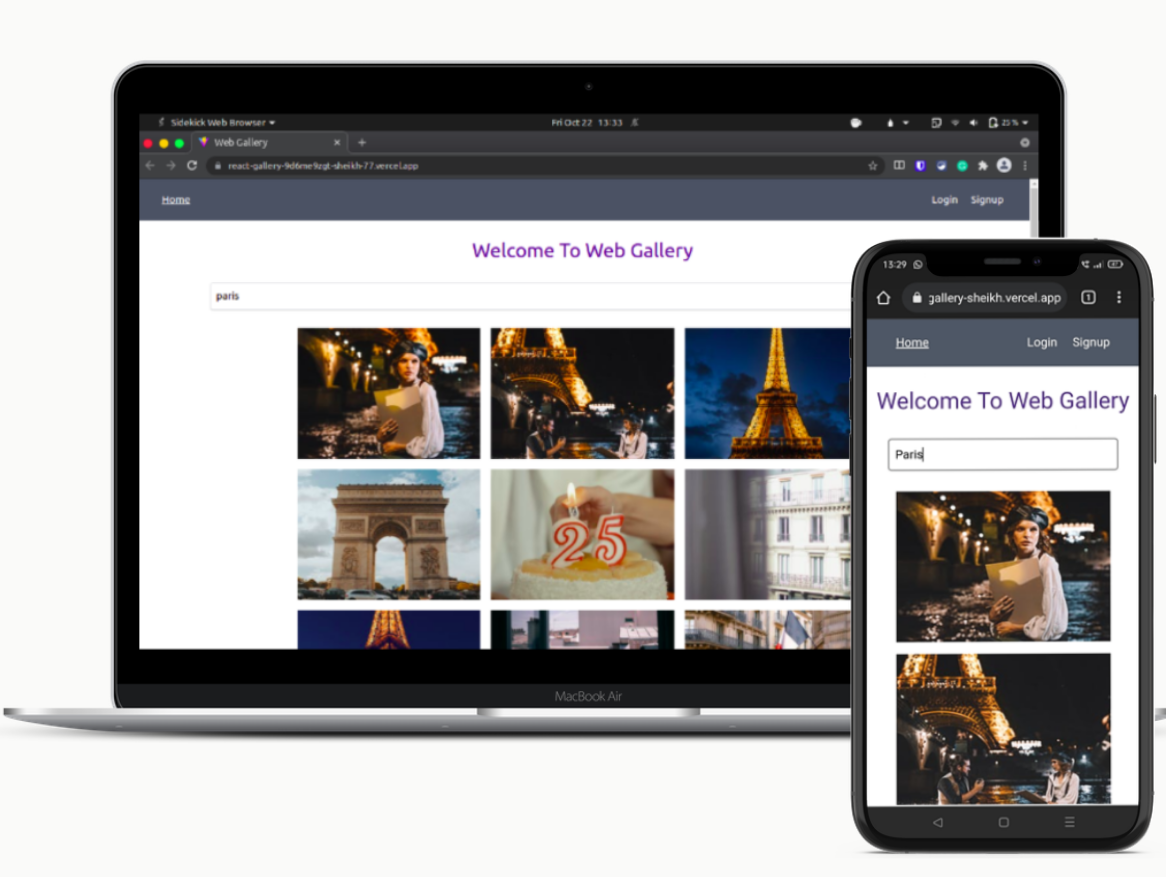 Sidekick Web Browser
Fri Oct 22 13:33
23 %
Web Gallery
react-gallery-9d6me9zgt-sheikh-77.vercel.app
Home
Login Signup
Welcome To Web Gallery
paris
25
MacBook Air
13:29
gallery-sheikh.vercel.app
1
Home
Login Signup
Welcome To Web Gallery
Paris